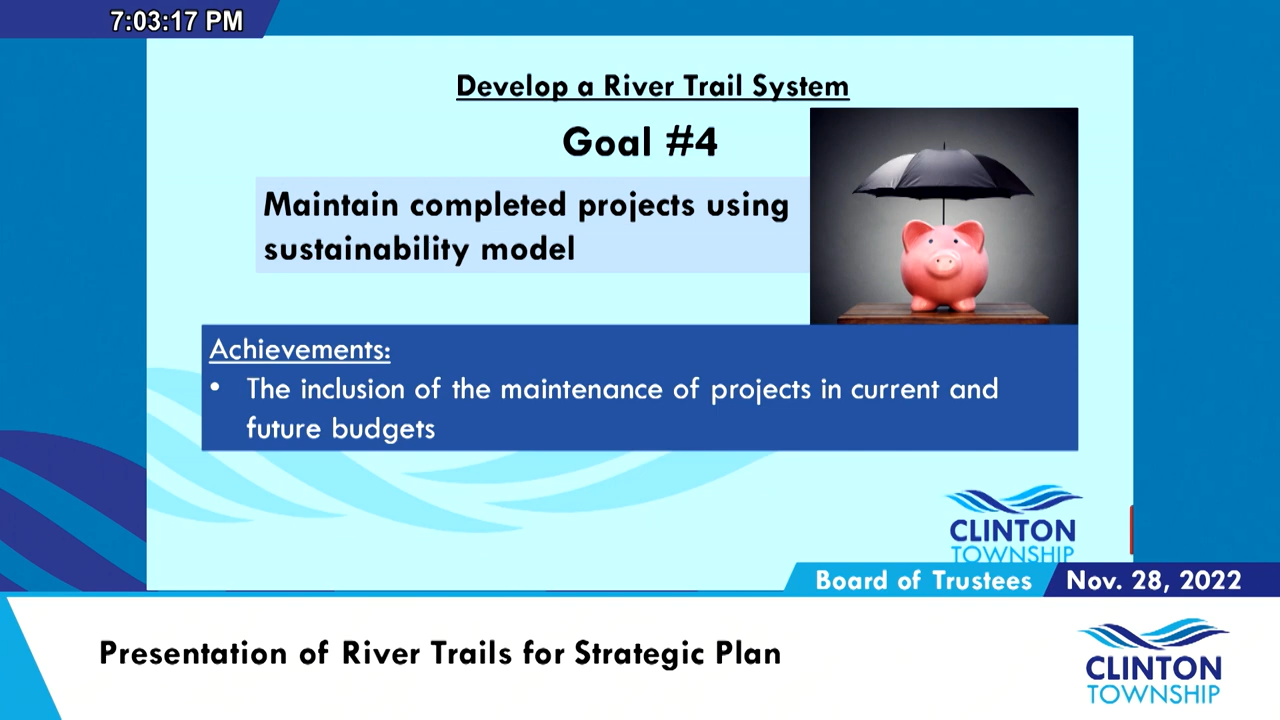 7:03:17 PM
Develop a River Trail System
Goal #4
Maintain completed projects using
sustainability model
Achievements:
• The inclusion of the maintenance of projects in current and
future budgets
CLINTON
TOWNSHIP
Board of Trustees
Nov. 28, 2022
Presentation of River Trails for Strategic Plan
CLINTON
TOWNSHIP